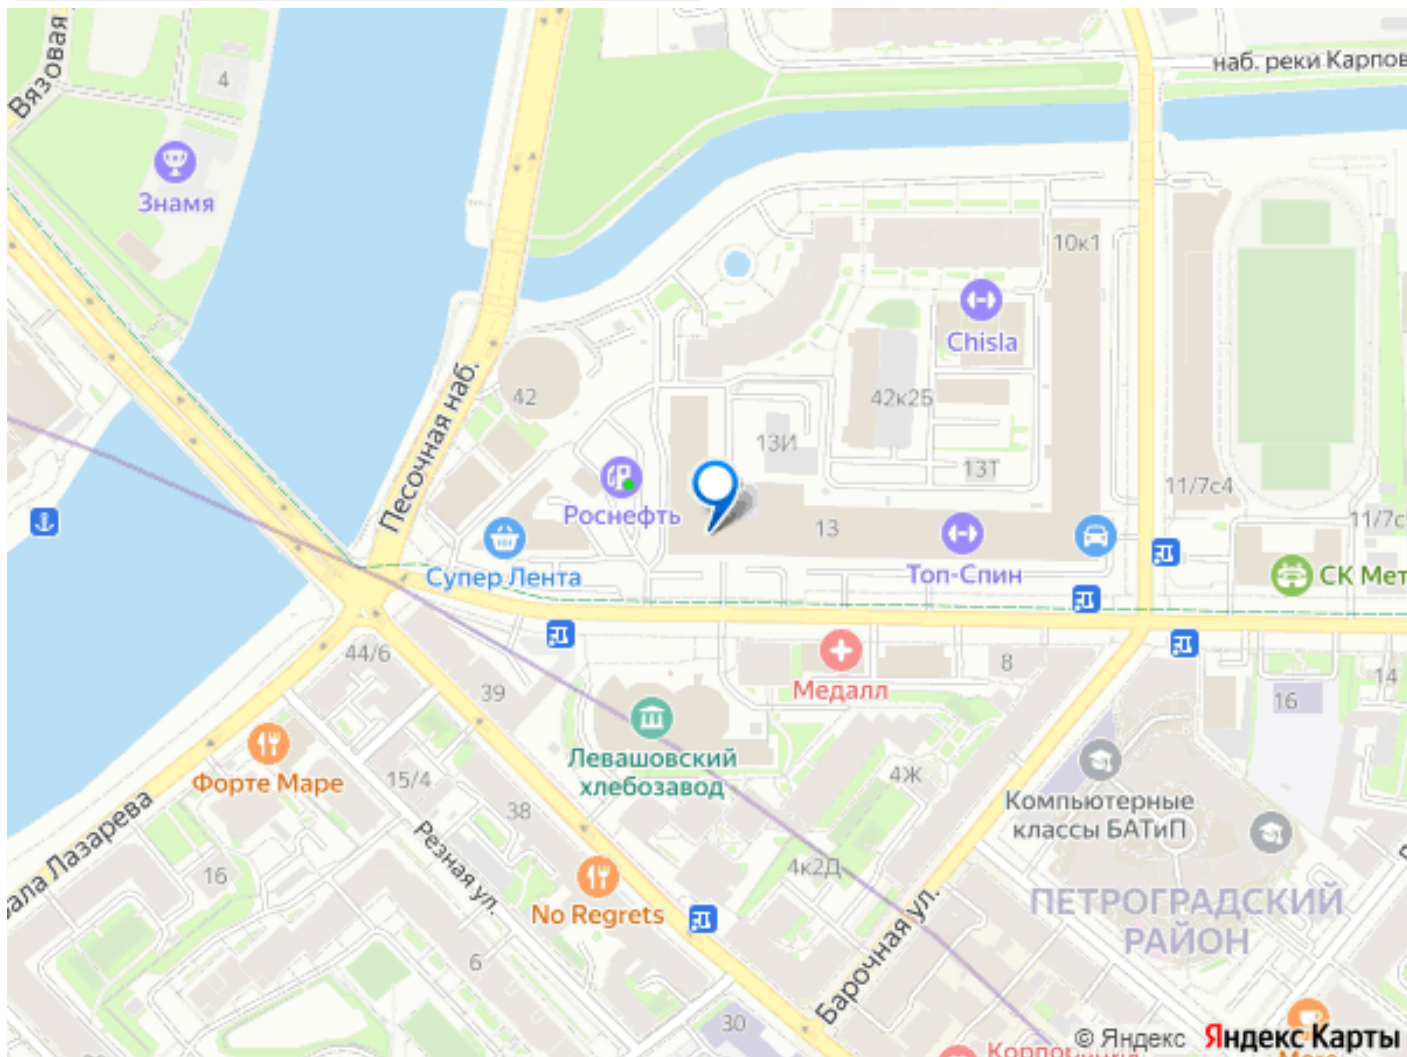 Вязовая
4
наб. реки Карпов
Знамя
10к1
Chisla
Песочная наб.
42
42к2Б
13И
13Т
11/7с4
Роснефть
13
11/7с
Супер Лента
Топ-Спин
СК Мет
44/6
39
Медалл
8
14
16
Левашовский
хлебозавод
Форте Маре
15/4
4Ж
Компьютерные
классы БАТиП
38
Резная ул.
ала Лазарева
16
4к2Д
No Regrets
ПЕТРОГРАДСКИЙ
РАЙОН
6
Барочная ул.
30
© Яндекс Яндекс Карты